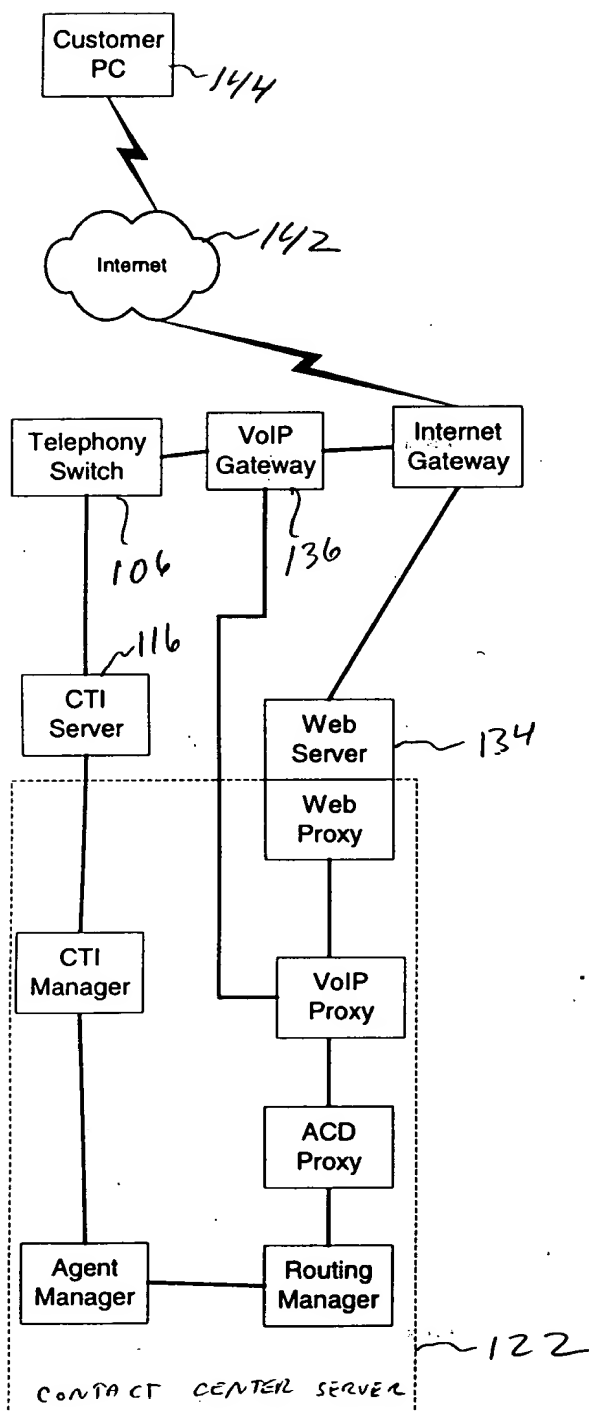 Customer
PC
144
142
Internet
Telephony
Switch
VoIP
Gateway
Internet
Gateway
106
136
116
CTI
Server
Web
Server
134
Web
Proxy
CTI
Manager
VoIP
Proxy
ACD
Proxy
Agent
Manager
Routing
Manager
122
CONTACT CENTER SERVER